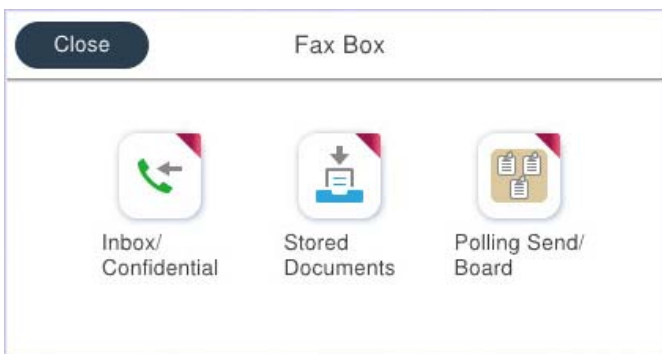 Close
Fax Box
Inbox/
Confidential
Stored
Documents
Polling Send/
Board